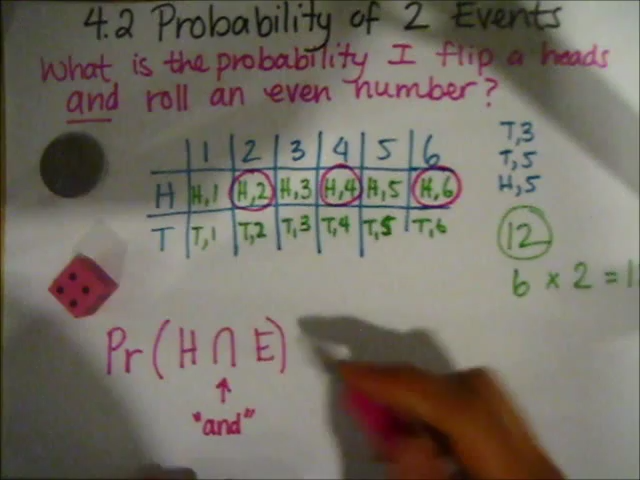 4.2 Probability of 2 Events
What is the probability I flip a heads
and roll an even number?
1 2 3 4 5 6
H H,1 H,2 H,3 H,4 H,5 H,6
T T,1 T,2 T,3 T,4 T,5 T,6
T,3
T,5
H,5
12
6 × 2 = 1
Pr(H ∩ E)
↑
"and"